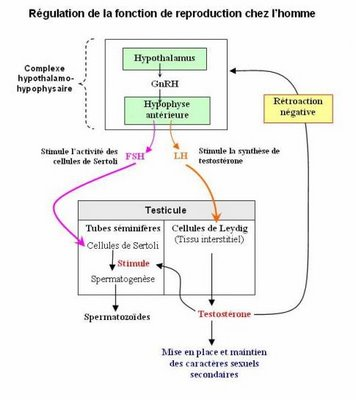 Régulation de la fonction de reproduction chez l'homme
Complexe
hypothalamo-
hypophysaire
Hypothalamus
GnRH
Hypophyse
antérieure
Rétroaction
négative
Stimule l'activité des
cellules de Sertoli
FSH
LH
Stimule la synthèse de
testostérone
Testicule
Tubes séminifères
Cellules de Sertoli
Stimule
Spermatogenèse
Cellules de Leydig
(Tissu interstitiel)
Spermatozoïdes
Testostérone
Mise en place et maintien
des caractères sexuels
secondaires